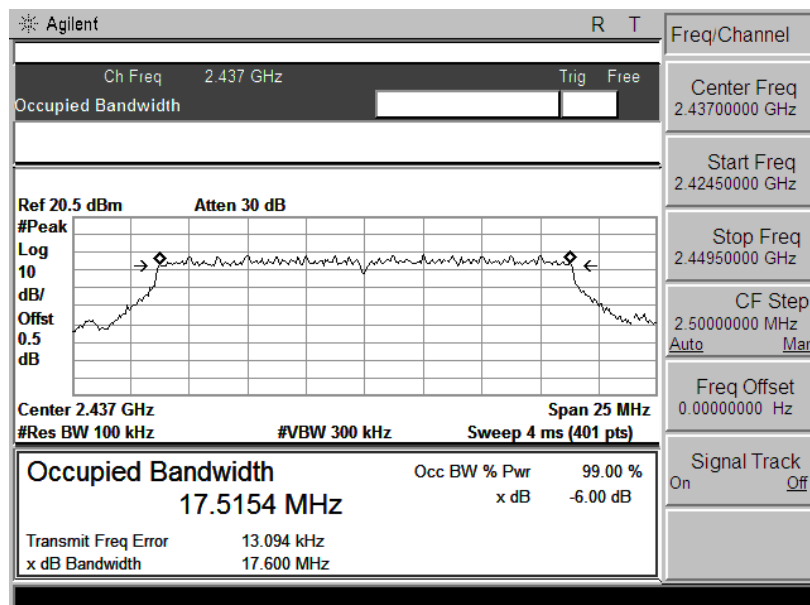 Agilent R T
Ch Freq 2.437 GHz Trig Free
Occupied Bandwidth
Ref 20.5 dBm Atten 30 dB
#Peak
Log
10
dB/
Offst
0.5
dB
Center 2.437 GHz Span 25 MHz
#Res BW 100 kHz #VBW 300 kHz Sweep 4 ms (401 pts)
Occupied Bandwidth
17.5154 MHz
Occ BW % Pwr 99.00 %
x dB -6.00 dB
Transmit Freq Error 13.094 kHz
x dB Bandwidth 17.600 MHz
Freq/Channel
Center Freq
2.43700000 GHz
Start Freq
2.42450000 GHz
Stop Freq
2.44950000 GHz
CF Step
2.50000000 MHz
Auto Man
Freq Offset
0.00000000 Hz
Signal Track
On Off